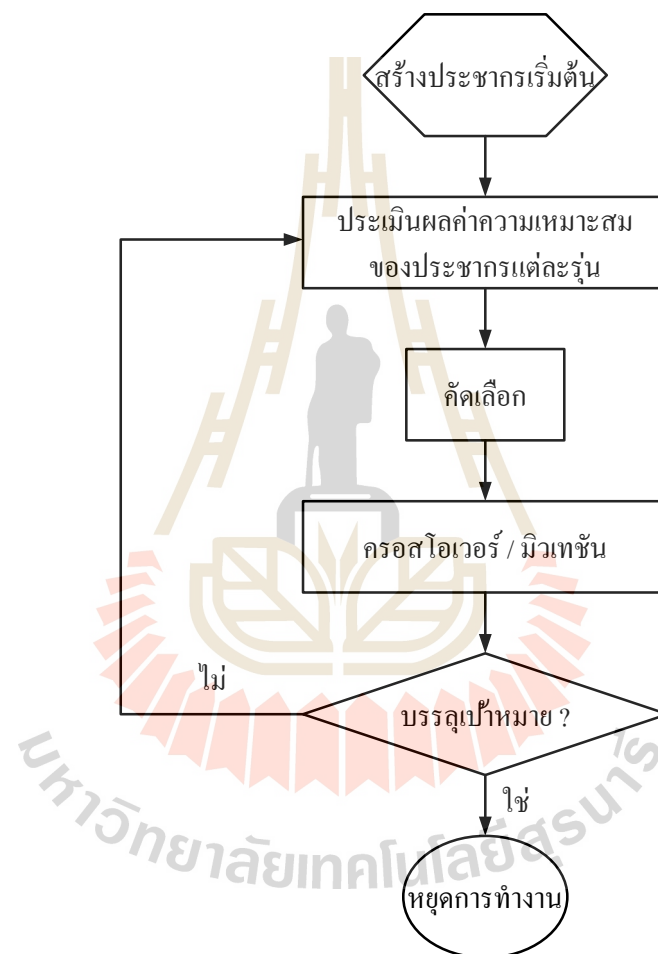 สร้างประชากรเริ่มต้น
ประเมินผลค่าความเหมาะสม
ของประชากรแต่ละรุ่น
คัดเลือก
ครอสโอเวอร์ / มิวเทชัน
ไม่
บรรลุเป้าหมาย ?
ใช่
หยุดการทำงาน
มหาวิทยาลัยเทคโนโลยีสุรนารี